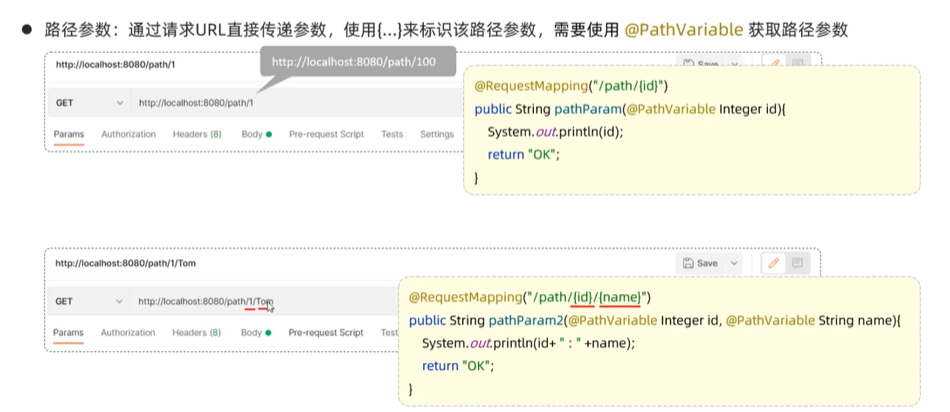 ● 路径参数：通过请求URL直接传递参数，使用{...}来标识该路径参数，需要使用 @PathVariable 获取路径参数
http://localhost:8080/path/1
http://localhost:8080/path/100
Save
GET
http://localhost:8080/path/1
Params Authorization Headers (8) Body Pre-request Script Tests Settings
@RequestMapping("/path/{id}")
public String pathParam(@PathVariable Integer id){
System.out.println(id);
return "OK";
}
http://localhost:8080/path/1/Tom
Save
GET
http://localhost:8080/path/1/Tom
Params Authorization Headers (8) Body Pre-request Script Test
@RequestMapping("/path/{id}/{name}")
public String pathParam2(@PathVariable Integer id, @PathVariable String name){
System.out.println(id+ " : " +name);
return "OK";
}